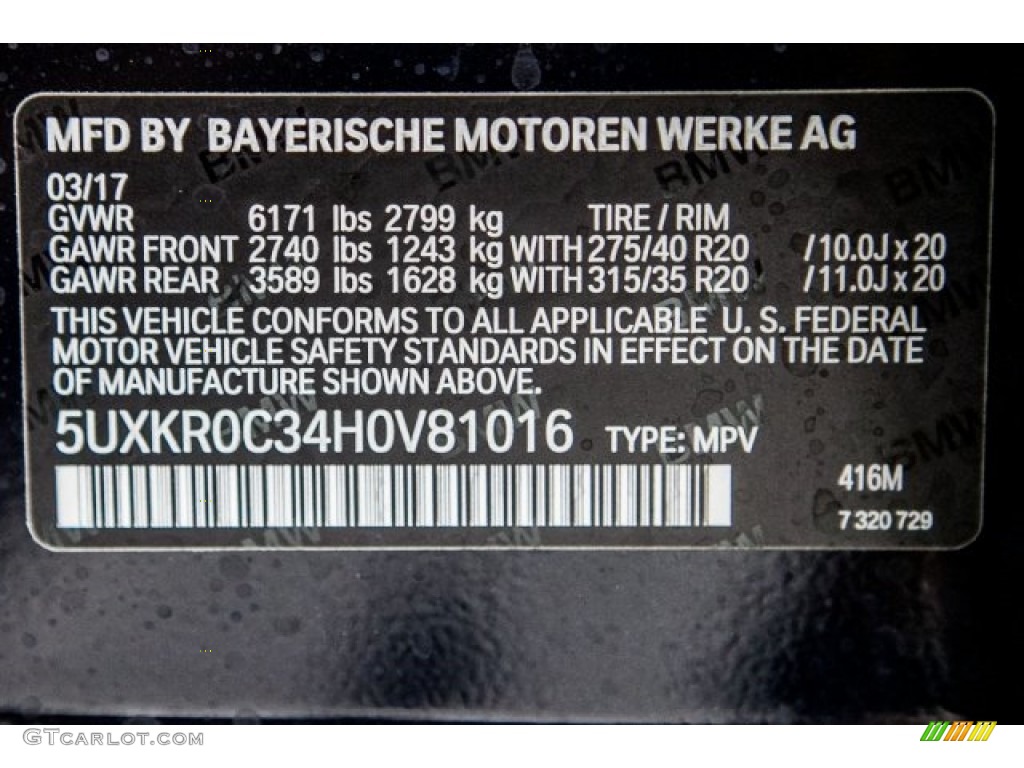 MFD BY BAYERISCHE MOTOREN WERKE AG
03/17
GVWR 6171 lbs 2799 kg TIRE / RIM
GAWR FRONT 2740 lbs 1243 kg WITH 275/40 R20 /10.0J x 20
GAWR REAR 3589 lbs 1628 kg WITH 315/35 R20 /11.0J x 20
THIS VEHICLE CONFORMS TO ALL APPLICABLE U. S. FEDERAL
MOTOR VEHICLE SAFETY STANDARDS IN EFFECT ON THE DATE
OF MANUFACTURE SHOWN ABOVE.
5UXKR0C34H0V81016 TYPE: MPV
416M
7 320 729
GTcarlot.com